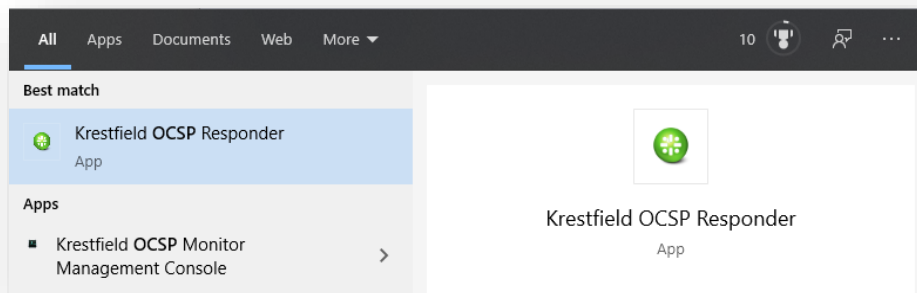 All Apps Documents Web More 10 ...
Best match
Krestfield OCSP Responder
App
Apps
Krestfield OCSP Monitor
Management Console
Krestfield OCSP Responder
App